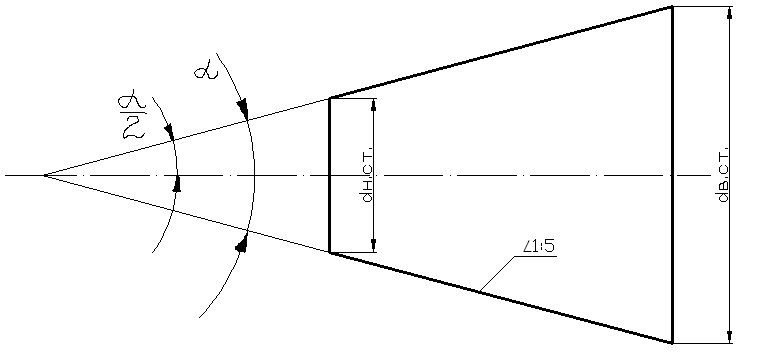 α
α
2
dн.ст.
dв.ст.
∠1:5